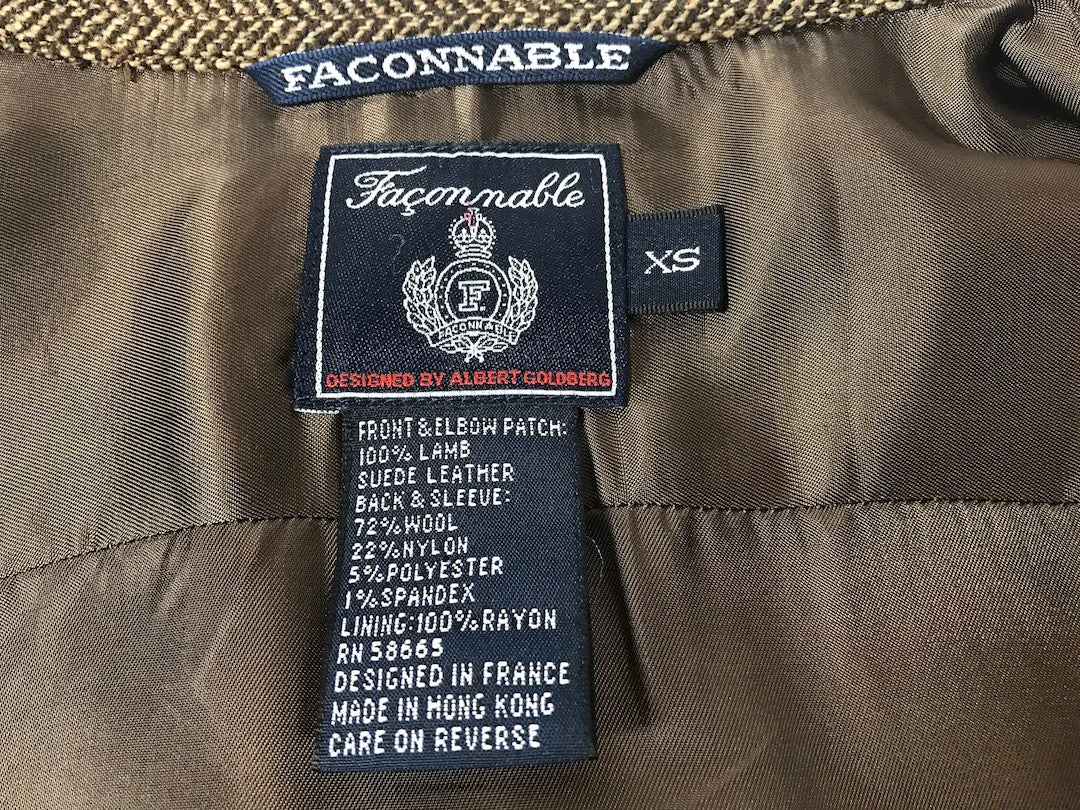 FACONNABLE
Façonnable
XS
F.
FACONNABLE
DESIGNED BY ALBERT GOLDBERG
FRONT & ELBOW PATCH:
100% LAMB
SUEDE LEATHER
BACK & SLEEVE:
72% WOOL
22% NYLON
5% POLYESTER
1% SPANDEX
LINING: 100% RAYON
RN 58665
DESIGNED IN FRANCE
MADE IN HONG KONG
CARE ON REVERSE